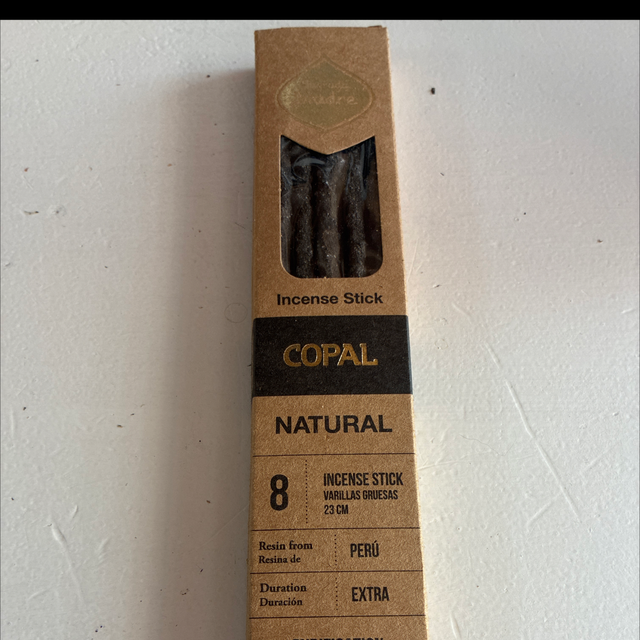 Incense Stick
COPAL
NATURAL
8
INCENSE STICK
VARILLAS GRUESAS
23 CM
Resin from
Resina de
PERÚ
Duration
Duración
EXTRA